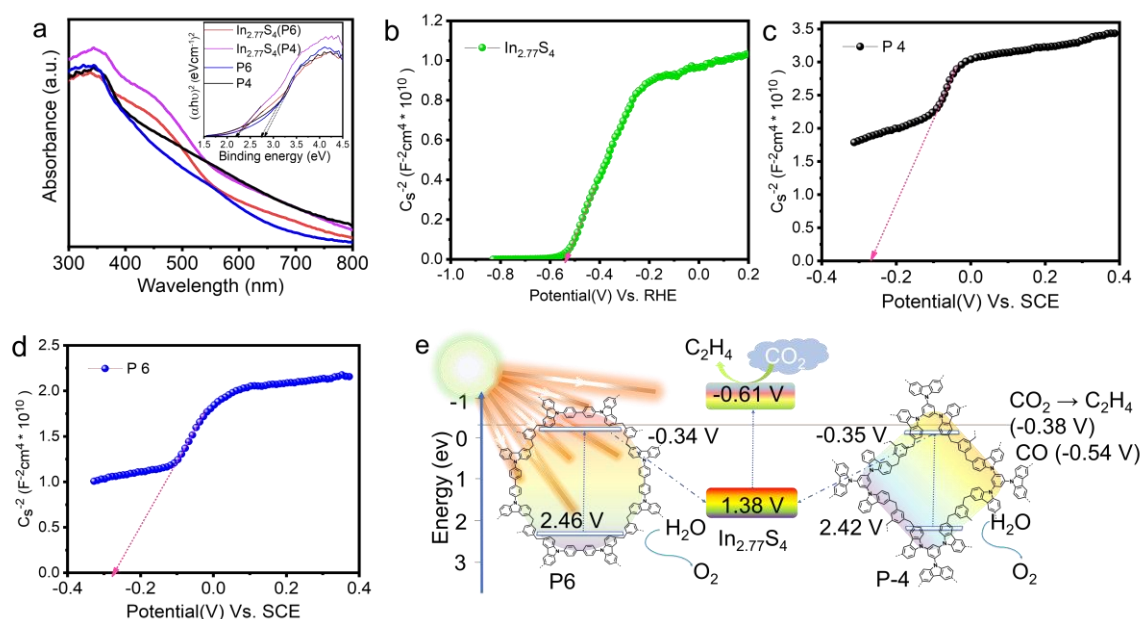 a
In2.77S4(P6)
In2.77S4(P4)
P6
P4
(αhυ)² (eVcm⁻¹)²
1.5 2.0 2.5 3.0 3.5 4.0 4.5
Binding energy (eV)
Absorbance (a.u.)
300 400 500 600 700 800
Wavelength (nm)
b
In2.77S4
Cs⁻² (F⁻²cm⁴ * 10¹⁰)
1.2
1.0
0.8
0.6
0.4
0.2
0.0
-1.0 -0.8 -0.6 -0.4 -0.2 0.0 0.2
Potential(V) Vs. RHE
c
P 4
Cs⁻² (F⁻²cm⁴ * 10¹⁰)
3.5
3.0
2.5
2.0
1.5
1.0
0.5
0.0
-0.4 -0.2 0.0 0.2 0.4
Potential(V) Vs. SCE
d
P 6
Cs⁻² (F⁻²cm⁴ * 10¹⁰)
2.5
2.0
1.5
1.0
0.5
0.0
-0.4 -0.2 0.0 0.2 0.4
Potential(V) Vs. SCE
e
C2H4
CO2
-0.61 V
-1
0
1
2
3
Energy (ev)
-0.34 V
-0.35 V
CO2 → C2H4
(-0.38 V)
CO (-0.54 V)
1.38 V
2.46 V
H2O
In2.77S4
2.42 V
H2O
O2
O2
P6
P-4